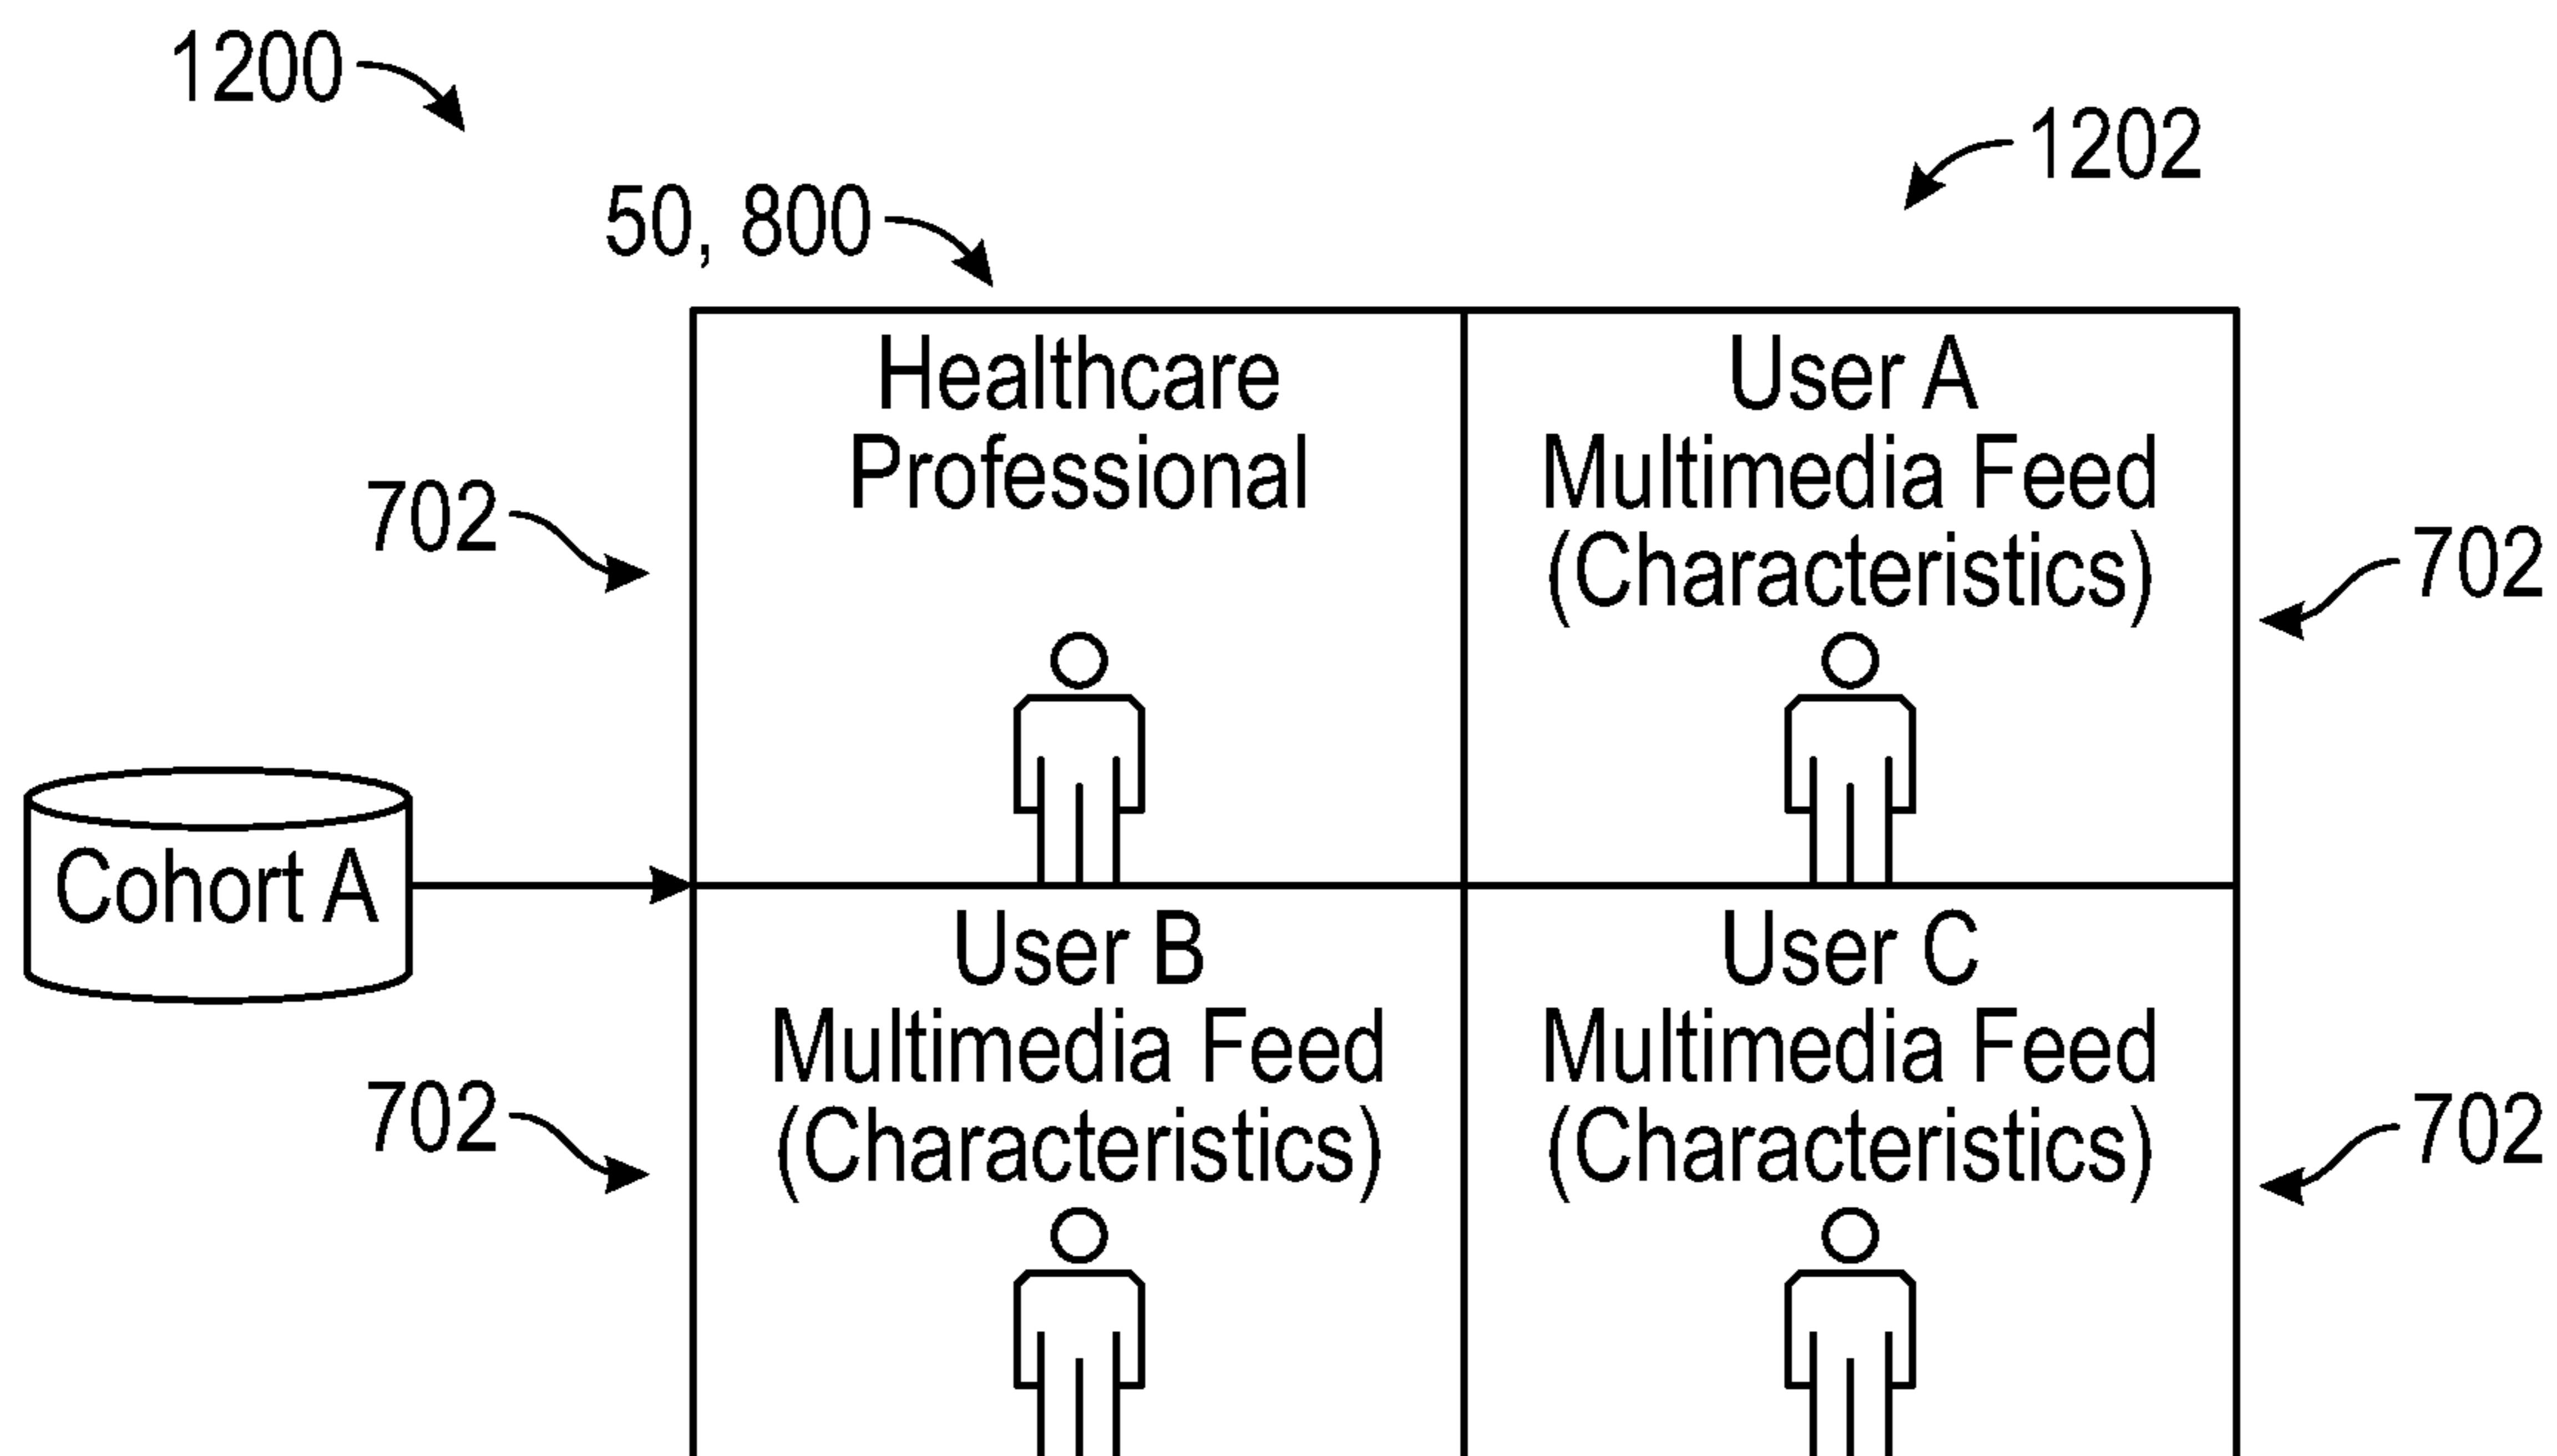 1200
1202
50, 800
Healthcare
Professional
User A
Multimedia Feed
(Characteristics)
702
702
Cohort A
User B
Multimedia Feed
(Characteristics)
User C
Multimedia Feed
(Characteristics)
702
702